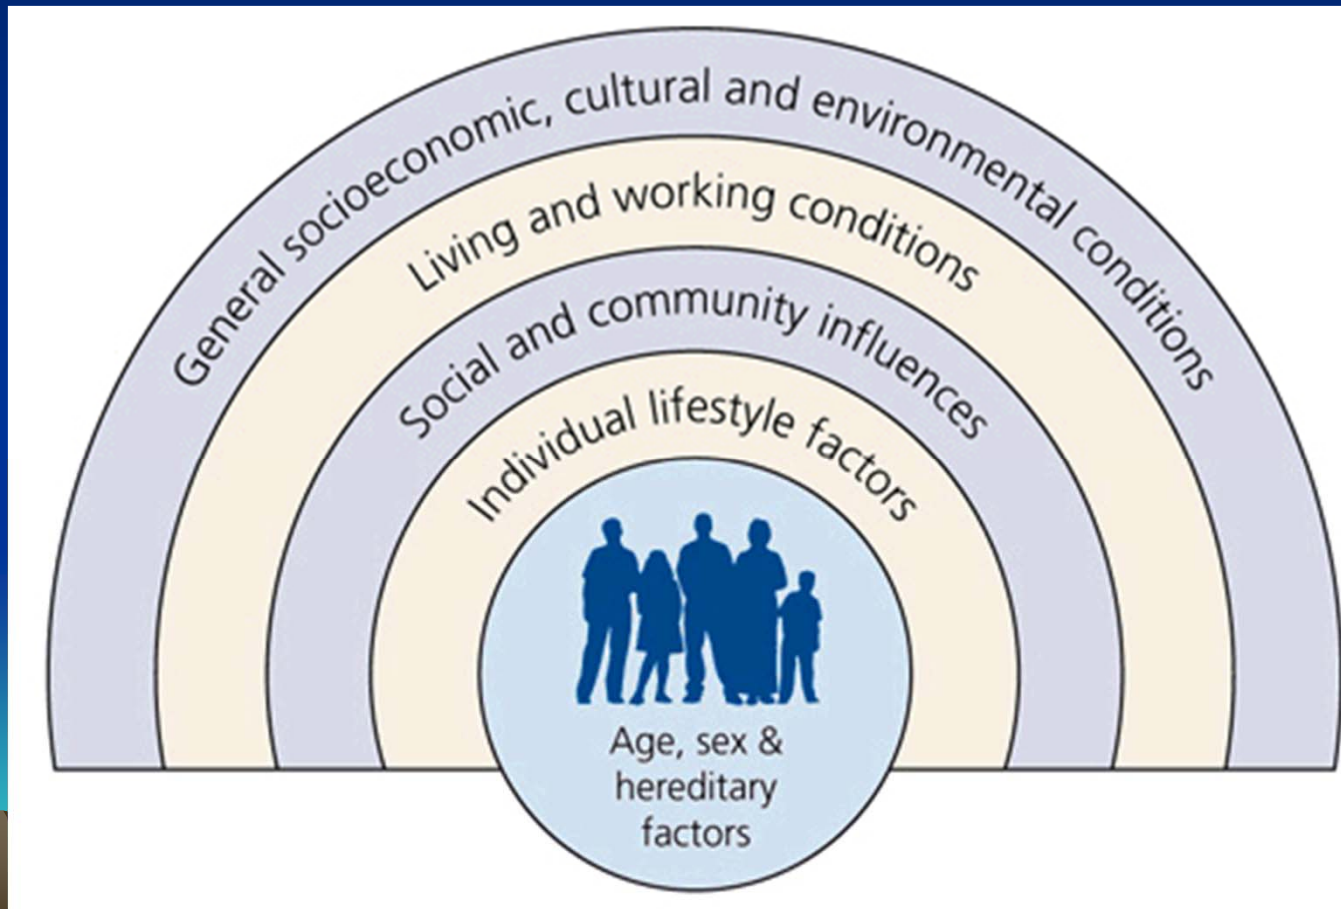 General socioeconomic, cultural and environmental conditions
Living and working conditions
Social and community influences
Individual lifestyle factors
Age, sex &
hereditary
factors